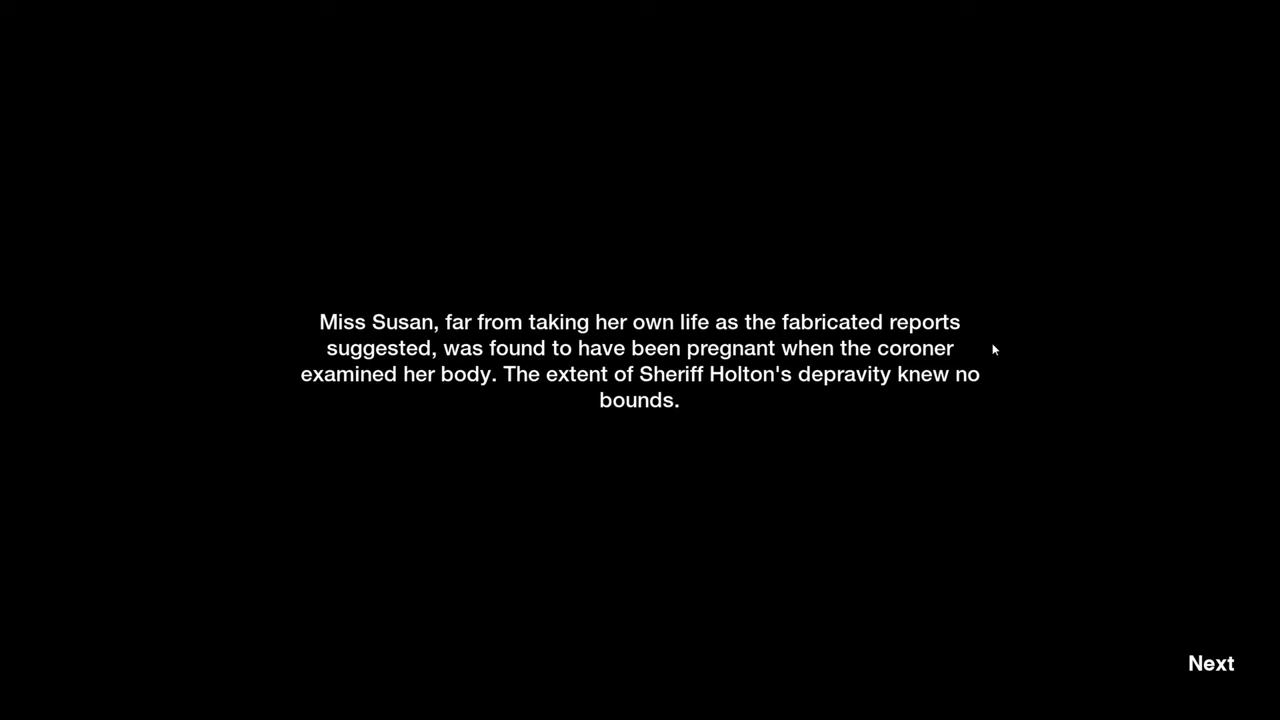 Miss Susan, far from taking her own life as the fabricated reports
suggested, was found to have been pregnant when the coroner
examined her body. The extent of Sheriff Holton's depravity knew no
bounds.
Next